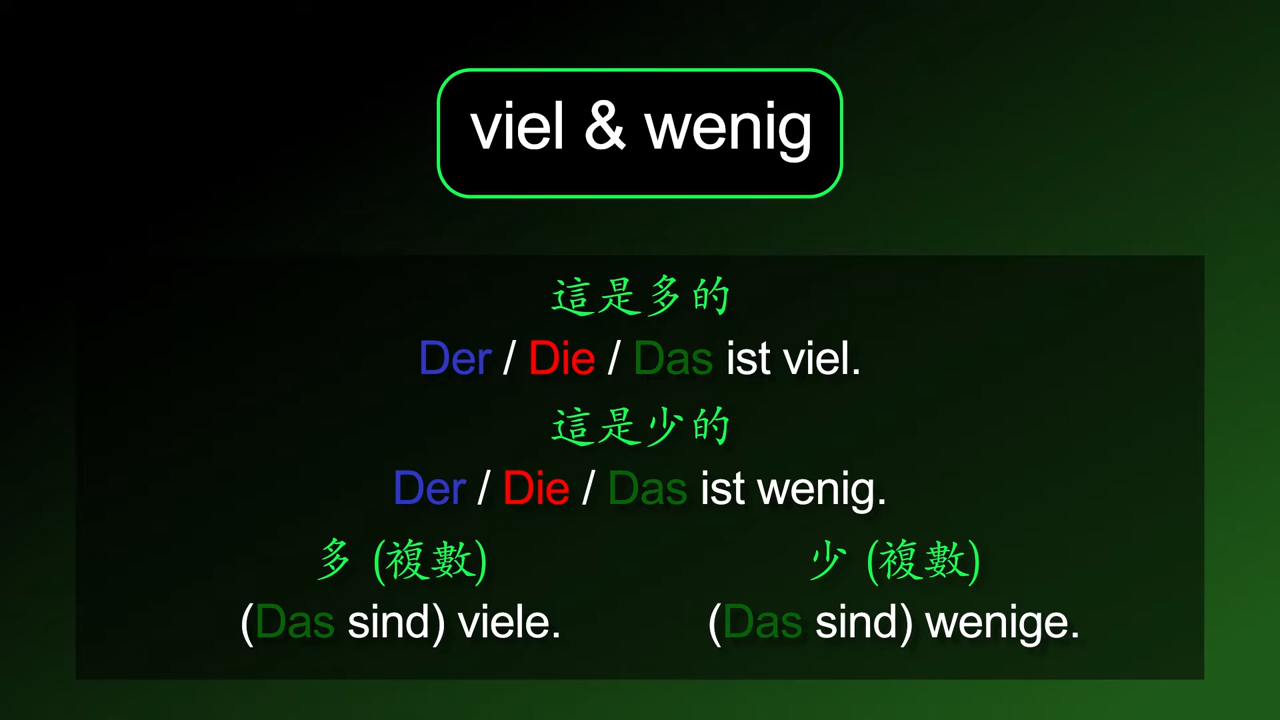 viel & wenig
這是多的
Der / Die / Das ist viel.
這是少的
Der / Die / Das ist wenig.
多 (複數)
(Das sind) viele.
少 (複數)
(Das sind) wenige.